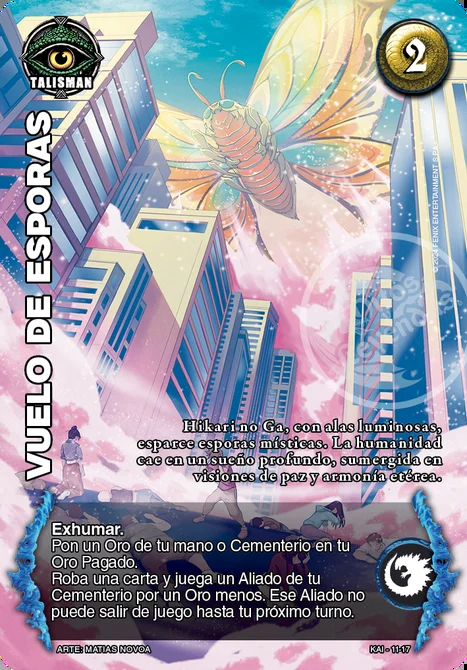 TALISMAN
2
VUELO DE ESPORAS
© 2024 FENIX ENTERTAINMENT S.P.A.
Hikari no Ga, con alas luminosas,
esparce esporas místicas. La humanidad
cae en un sueño profundo, sumergida en
visiones de paz y armonía etérea.
Exhumar.
Pon un Oro de tu mano o Cementerio en tu
Oro Pagado.
Roba una carta y juega un Aliado de tu
Cementerio por un Oro menos. Ese Aliado no
puede salir de juego hasta tu próximo turno.
ARTE: MATIAS NOVOA
KAI - 11-17